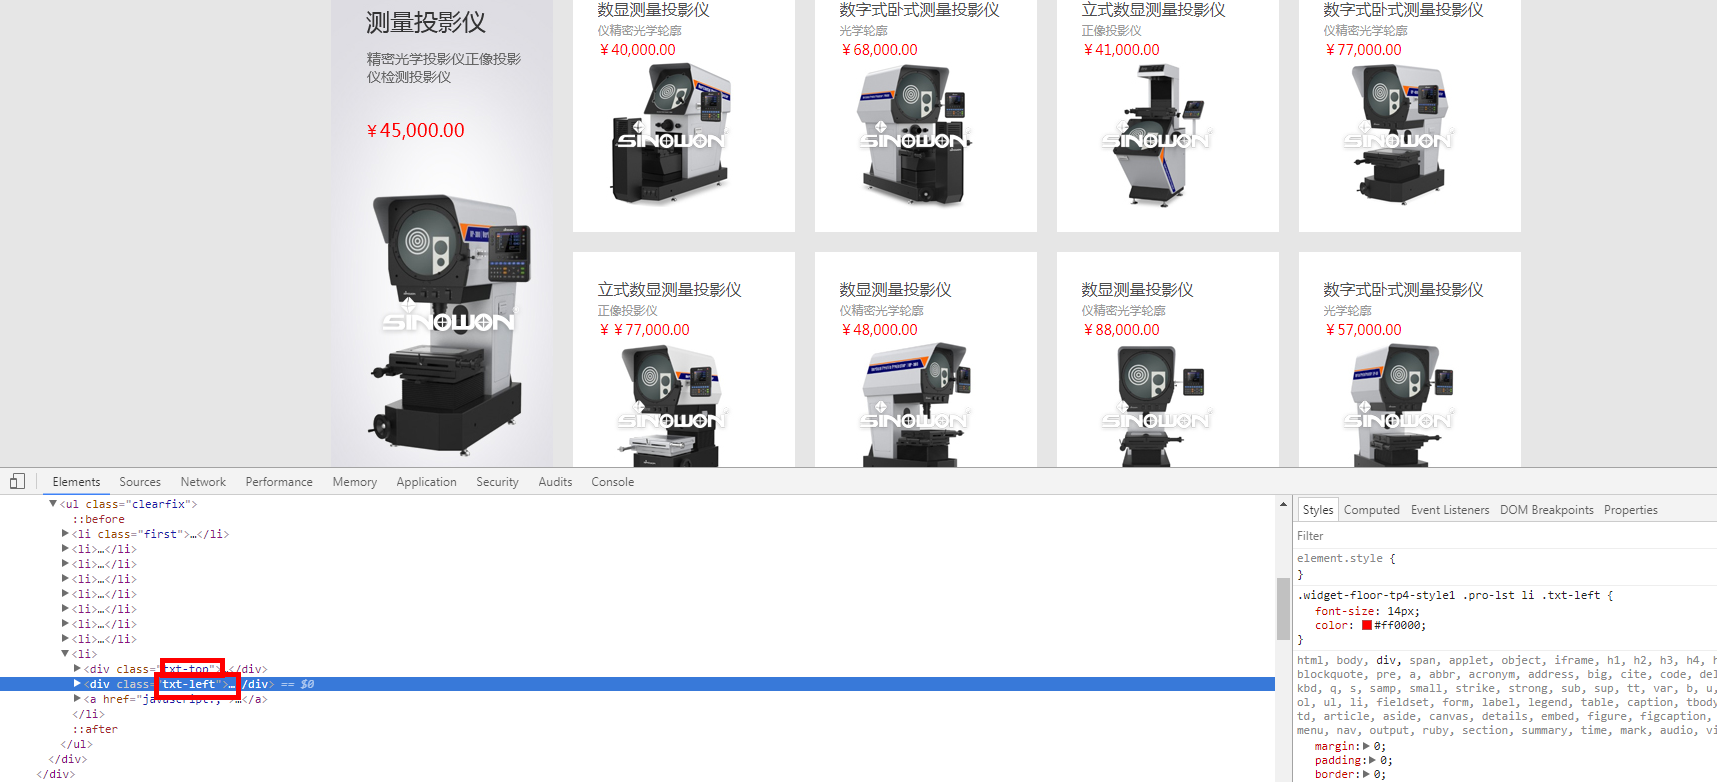 测量投影仪
精密光学投影仪正像投影
仪检测投影仪
￥45,000.00
SINOWON
数显测量投影仪
仪精密光学轮廓
￥40,000.00
SINOWON
数字式卧式测量投影仪
光学轮廓
￥68,000.00
SINOWON
立式数显测量投影仪
正像投影仪
￥41,000.00
SINOWON
数字式卧式测量投影仪
仪精密光学轮廓
￥77,000.00
SINOWON
立式数显测量投影仪
正像投影仪
￥￥77,000.00
SINOWON
数显测量投影仪
仪精密光学轮廓
￥48,000.00
SINOWON
数显测量投影仪
仪精密光学轮廓
￥88,000.00
SINOWON
数字式卧式测量投影仪
光学轮廓
￥57,000.00
SINOWON
Elements Sources Network Performance Memory Application Security Audits Console
<ul class="clearfix">
::before
<li class="first">…</li>
<li>…</li>
<li>…</li>
<li>…</li>
<li>…</li>
<li>…</li>
<li>…</li>
<li>…</li>
<li>
<div class="txt-top">…</div>
<div class="txt-left">…</div> == $0
<a href="javascript:;">…</a>
</li>
::after
</ul>
</div>
</div>
Styles Computed Event Listeners DOM Breakpoints Properties
Filter
element.style {
}
.widget-floor-tp4-style1 .pro-lst li .txt-left {
font-size: 14px;
color: #ff0000;
}
html, body, div, span, applet, object, iframe, h1, h2, h3, h4, h
blockquote, pre, a, abbr, acronym, address, big, cite, code, del
kbd, q, s, samp, small, strike, strong, sub, sup, tt, var, b, u,
ol, ul, li, fieldset, form, label, legend, table, caption, tbody
td, article, aside, canvas, details, embed, figure, figcaption,
menu, nav, output, ruby, section, summary, time, mark, audio, vi
margin: 0;
padding: 0;
border: 0;